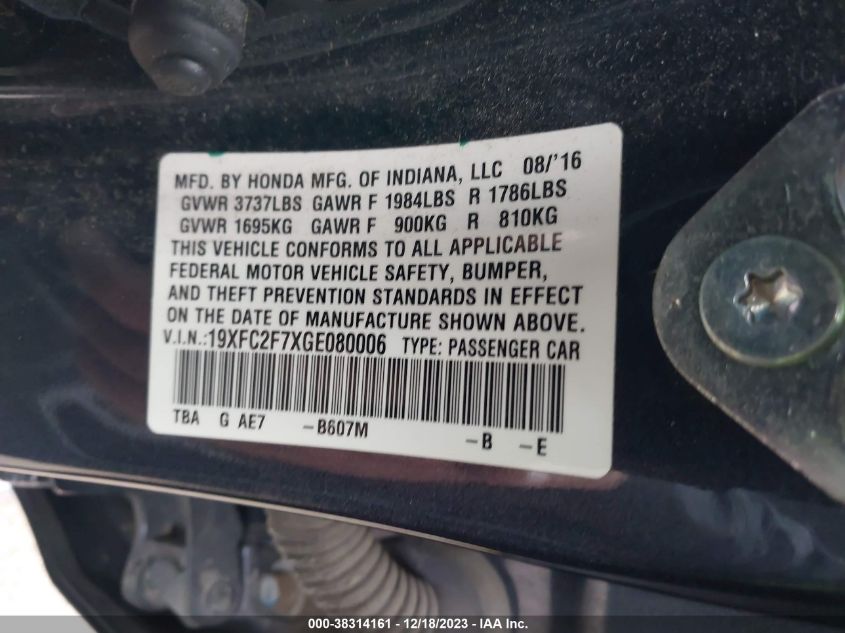 MFD. BY HONDA MFG. OF INDIANA, LLC 08/'16
GVWR 3737LBS GAWR F 1984LBS R 1786LBS
GVWR 1695KG GAWR F 900KG R 810KG
THIS VEHICLE CONFORMS TO ALL APPLICABLE
FEDERAL MOTOR VEHICLE SAFETY, BUMPER,
AND THEFT PREVENTION STANDARDS IN EFFECT
ON THE DATE OF MANUFACTURE SHOWN ABOVE.
V.I.N.:19XFC2F7XGE080006 TYPE: PASSENGER CAR
TBA G AE7 -B607M -B -E
000-38314161 - 12/18/2023 - IAA Inc.